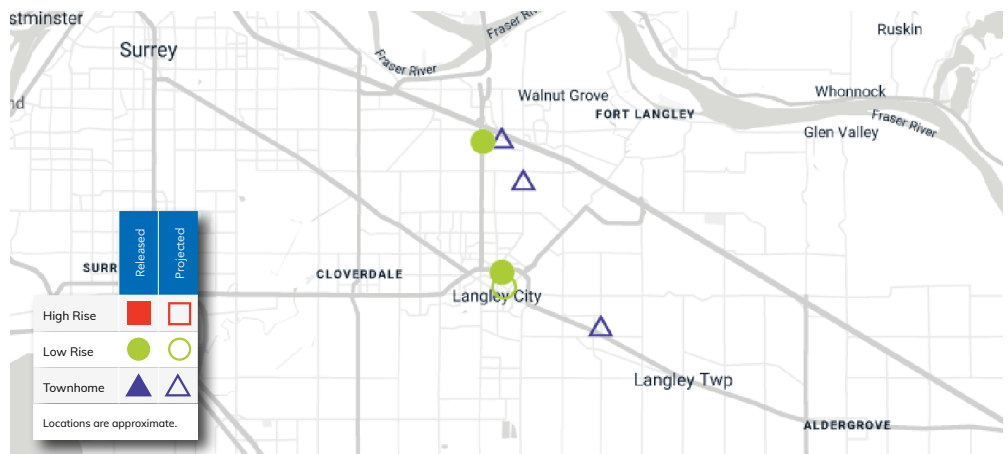 stminster
Surrey
Fraser River
Fraser Riv
Ruskin
nd
Walnut Grove
FORT LANGLEY
Whonnock
Fraser River
Glen Valley
SURR
CLOVERDALE
Langley City
Langley Twp
ALDERGROVE
Released
Projected
High Rise
Low Rise
Townhome
Locations are approximate.